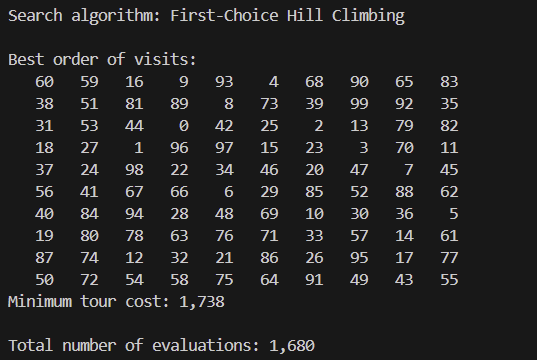 Search algorithm: First-Choice Hill Climbing
Best order of visits:
60 59 16 9 93 4 68 90 65 83
38 51 81 89 8 73 39 99 92 35
31 53 44 0 42 25 2 13 79 82
18 27 1 96 97 15 23 3 70 11
37 24 98 22 34 46 20 47 7 45
56 41 67 66 6 29 85 52 88 62
40 84 94 28 48 69 10 30 36 5
19 80 78 63 76 71 33 57 14 61
87 74 12 32 21 86 26 95 17 77
50 72 54 58 75 64 91 49 43 55
Minimum tour cost: 1,738
Total number of evaluations: 1,680